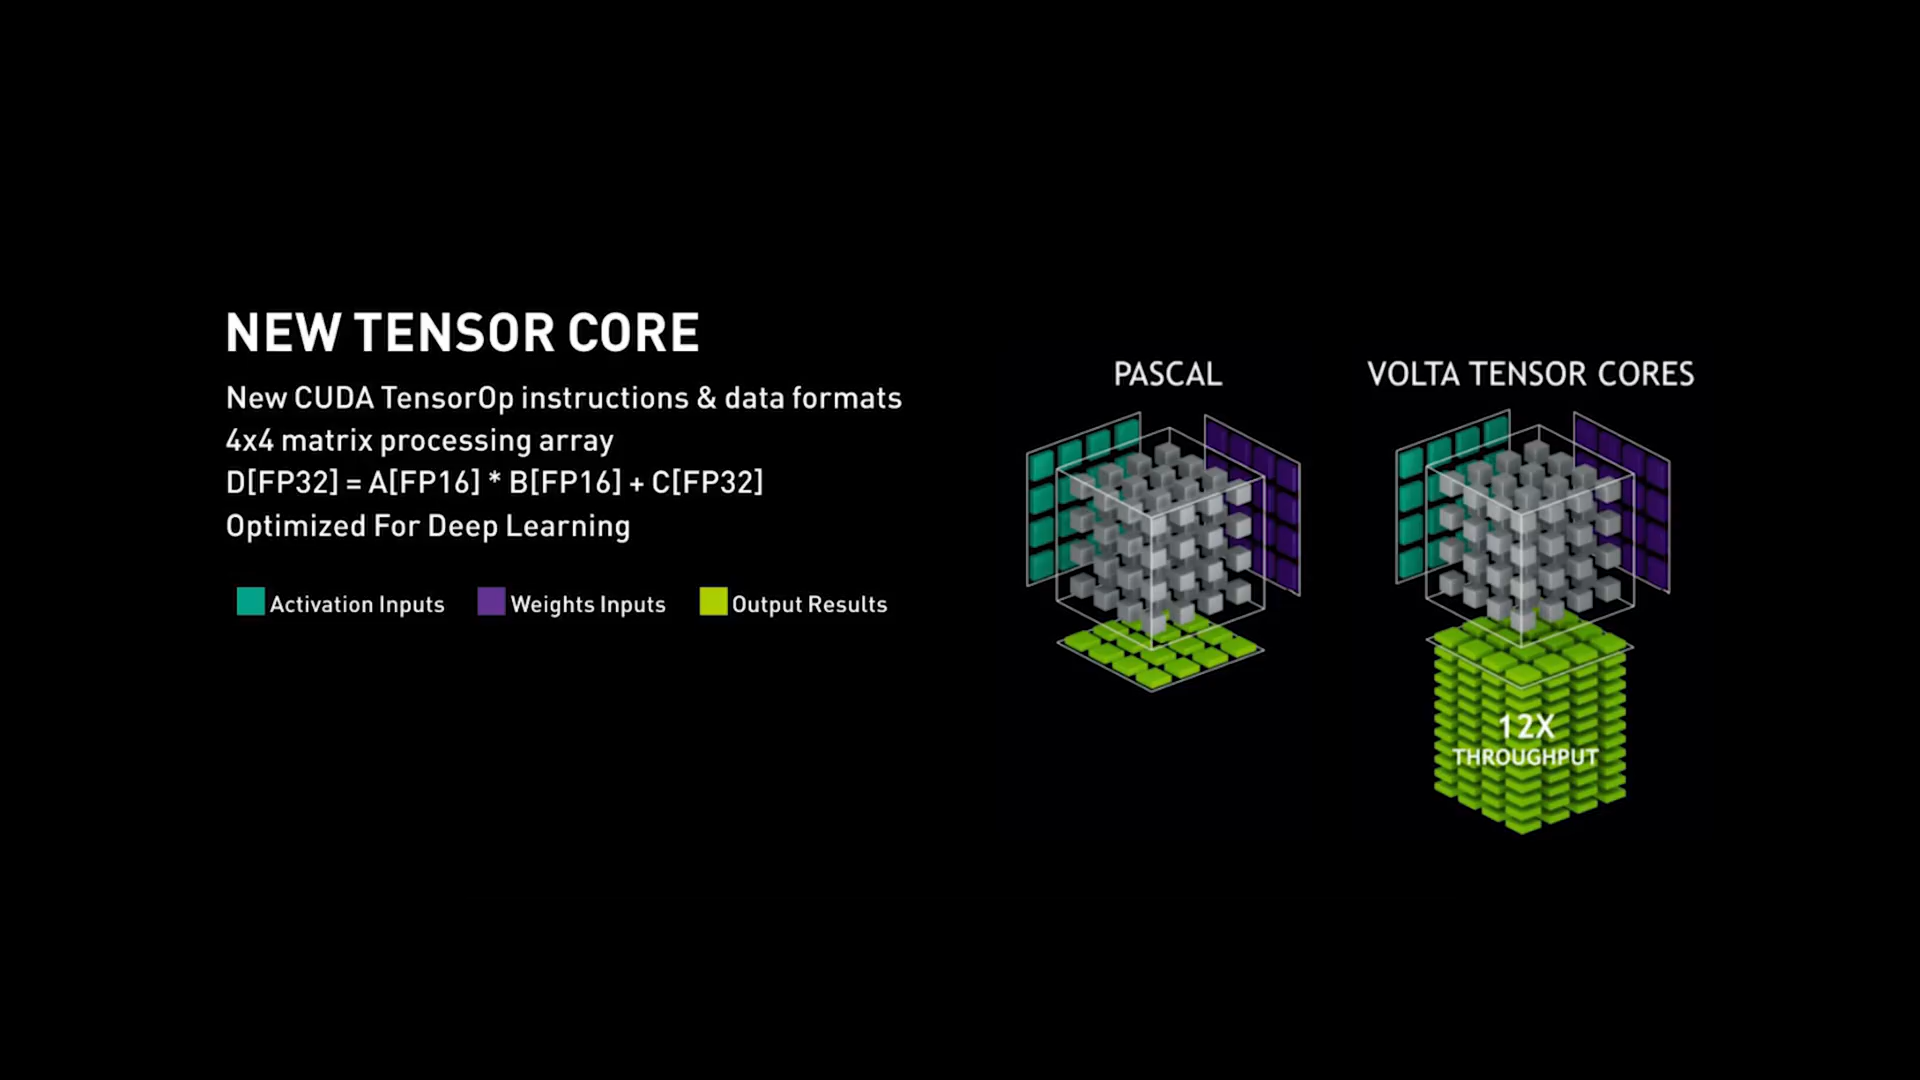 NEW TENSOR CORE
New CUDA TensorOp instructions & data formats
4x4 matrix processing array
D[FP32] = A[FP16] * B[FP16] + C[FP32]
Optimized For Deep Learning
Activation Inputs
Weights Inputs
Output Results
PASCAL
VOLTA TENSOR CORES
12X
THROUGHPUT